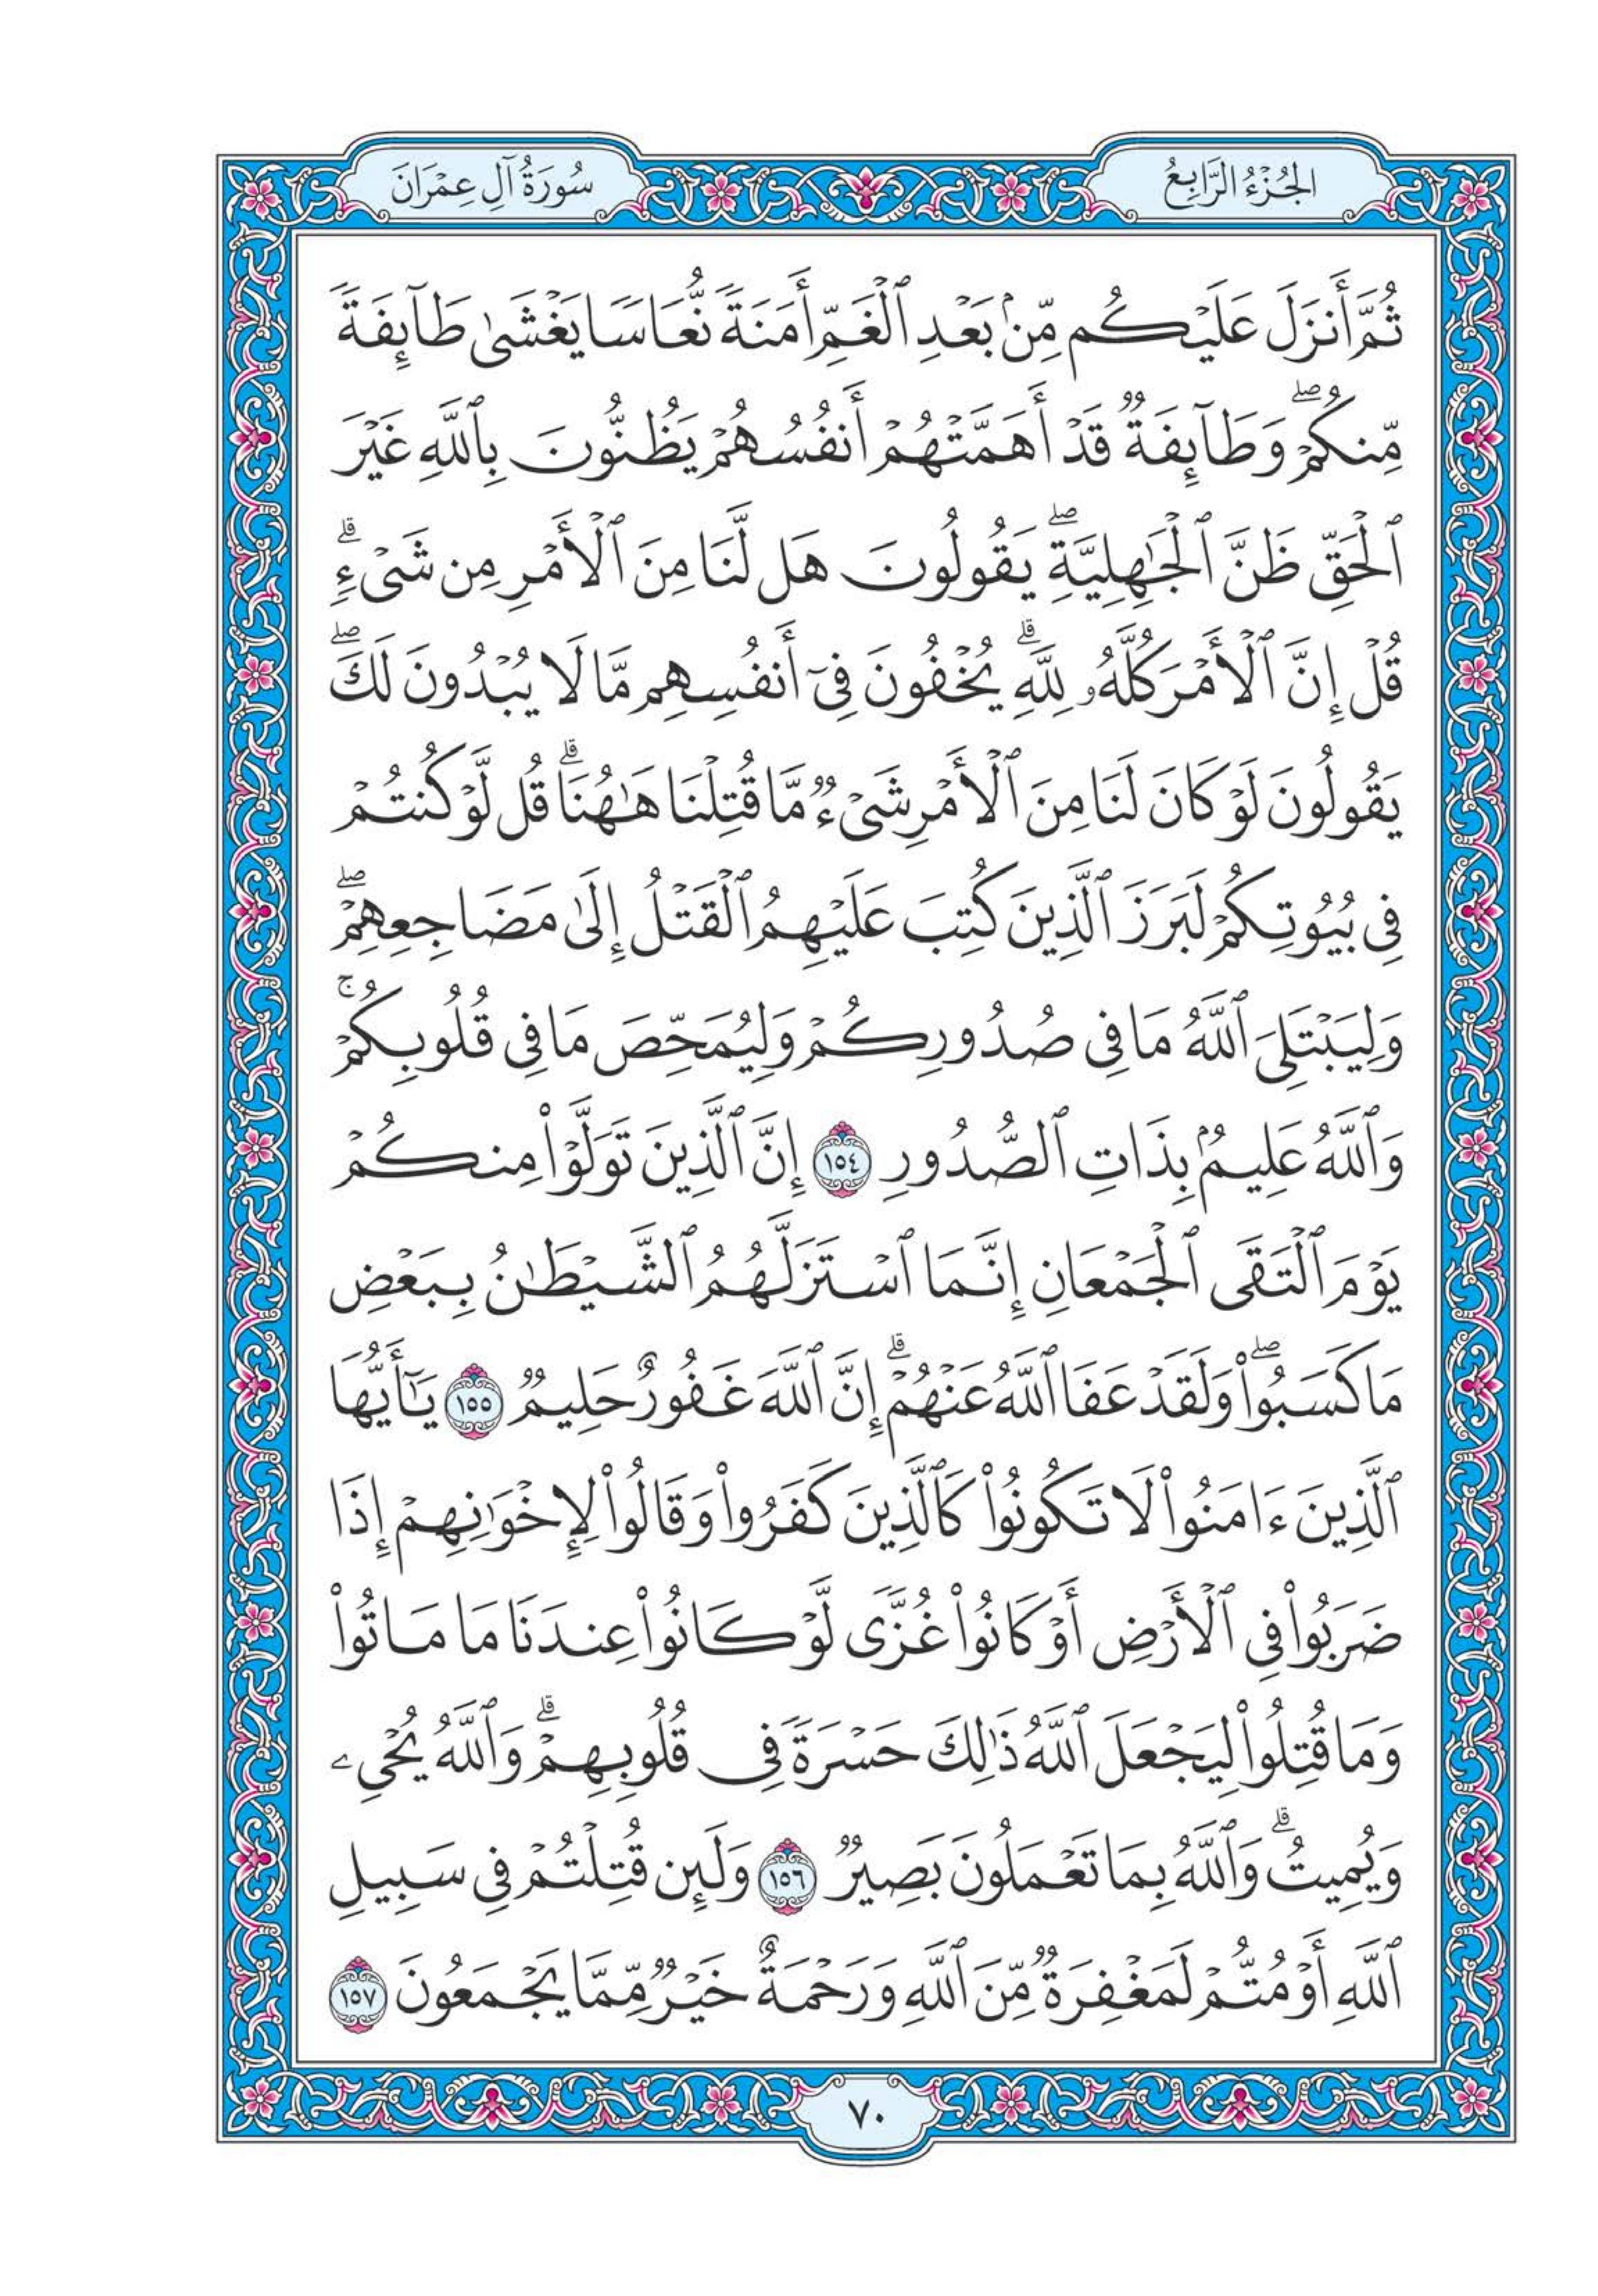 الجُزْءُ الرَّابِعُ
سُورَةُ آلِ عِمْرَانَ
ثُمَّ أَنزَلَ عَلَيْكُم مِّنۢ بَعْدِ ٱلْغَمِّ أَمَنَةً نُّعَاسًا يَغْشَىٰ طَآئِفَةً
مِّنكُمْ ۖ وَطَآئِفَةٌ قَدْ أَهَمَّتْهُمْ أَنفُسُهُمْ يَظُنُّونَ بِٱللَّهِ غَيْرَ
ٱلْحَقِّ ظَنَّ ٱلْجَٰهِلِيَّةِ ۖ يَقُولُونَ هَل لَّنَا مِنَ ٱلْأَمْرِ مِن شَىْءٍ ۗ
قُلْ إِنَّ ٱلْأَمْرَ كُلَّهُۥ لِلَّهِ ۗ يُخْفُونَ فِىٓ أَنفُسِهِم مَّا لَا يُبْدُونَ لَكَ ۖ
يَقُولُونَ لَوْ كَانَ لَنَا مِنَ ٱلْأَمْرِ شَىْءٌ مَّا قُتِلْنَا هَٰهُنَا ۗ قُل لَّوْ كُنتُمْ
فِى بُيُوتِكُمْ لَبَرَزَ ٱلَّذِينَ كُتِبَ عَلَيْهِمُ ٱلْقَتْلُ إِلَىٰ مَضَاجِعِهِمْ ۖ
وَلِيَبْتَلِىَ ٱللَّهُ مَا فِى صُدُورِكُمْ وَلِيُمَحِّصَ مَا فِى قُلُوبِكُمْ ۚ
وَٱللَّهُ عَلِيمٌۢ بِذَاتِ ٱلصُّدُورِ ١٥٤ إِنَّ ٱلَّذِينَ تَوَلَّوْا۟ مِنكُمْ
يَوْمَ ٱلْتَقَى ٱلْجَمْعَانِ إِنَّمَا ٱسْتَزَلَّهُمُ ٱلشَّيْطَٰنُ بِبَعْضِ
مَا كَسَبُوا۟ ۖ وَلَقَدْ عَفَا ٱللَّهُ عَنْهُمْ ۗ إِنَّ ٱللَّهَ غَفُورٌ حَلِيمٌ ١٥٥ يَٰٓأَيُّهَا
ٱلَّذِينَ ءَامَنُوا۟ لَا تَكُونُوا۟ كَٱلَّذِينَ كَفَرُوا۟ وَقَالُوا۟ لِإِخْوَٰنِهِمْ إِذَا
ضَرَبُوا۟ فِى ٱلْأَرْضِ أَوْ كَانُوا۟ غُزًّى لَّوْ كَانُوا۟ عِندَنَا مَا مَاتُوا۟
وَمَا قُتِلُوا۟ لِيَجْعَلَ ٱللَّهُ ذَٰلِكَ حَسْرَةً فِى قُلُوبِهِمْ ۗ وَٱللَّهُ يُحْىِۦ
وَيُمِيتُ ۗ وَٱللَّهُ بِمَا تَعْمَلُونَ بَصِيرٌ ١٥٦ وَلَئِن قُتِلْتُمْ فِى سَبِيلِ
ٱللَّهِ أَوْ مُتُّمْ لَمَغْفِرَةٌ مِّنَ ٱللَّهِ وَرَحْمَةٌ خَيْرٌ مِّمَّا يَجْمَعُونَ ١٥٧
٧٠